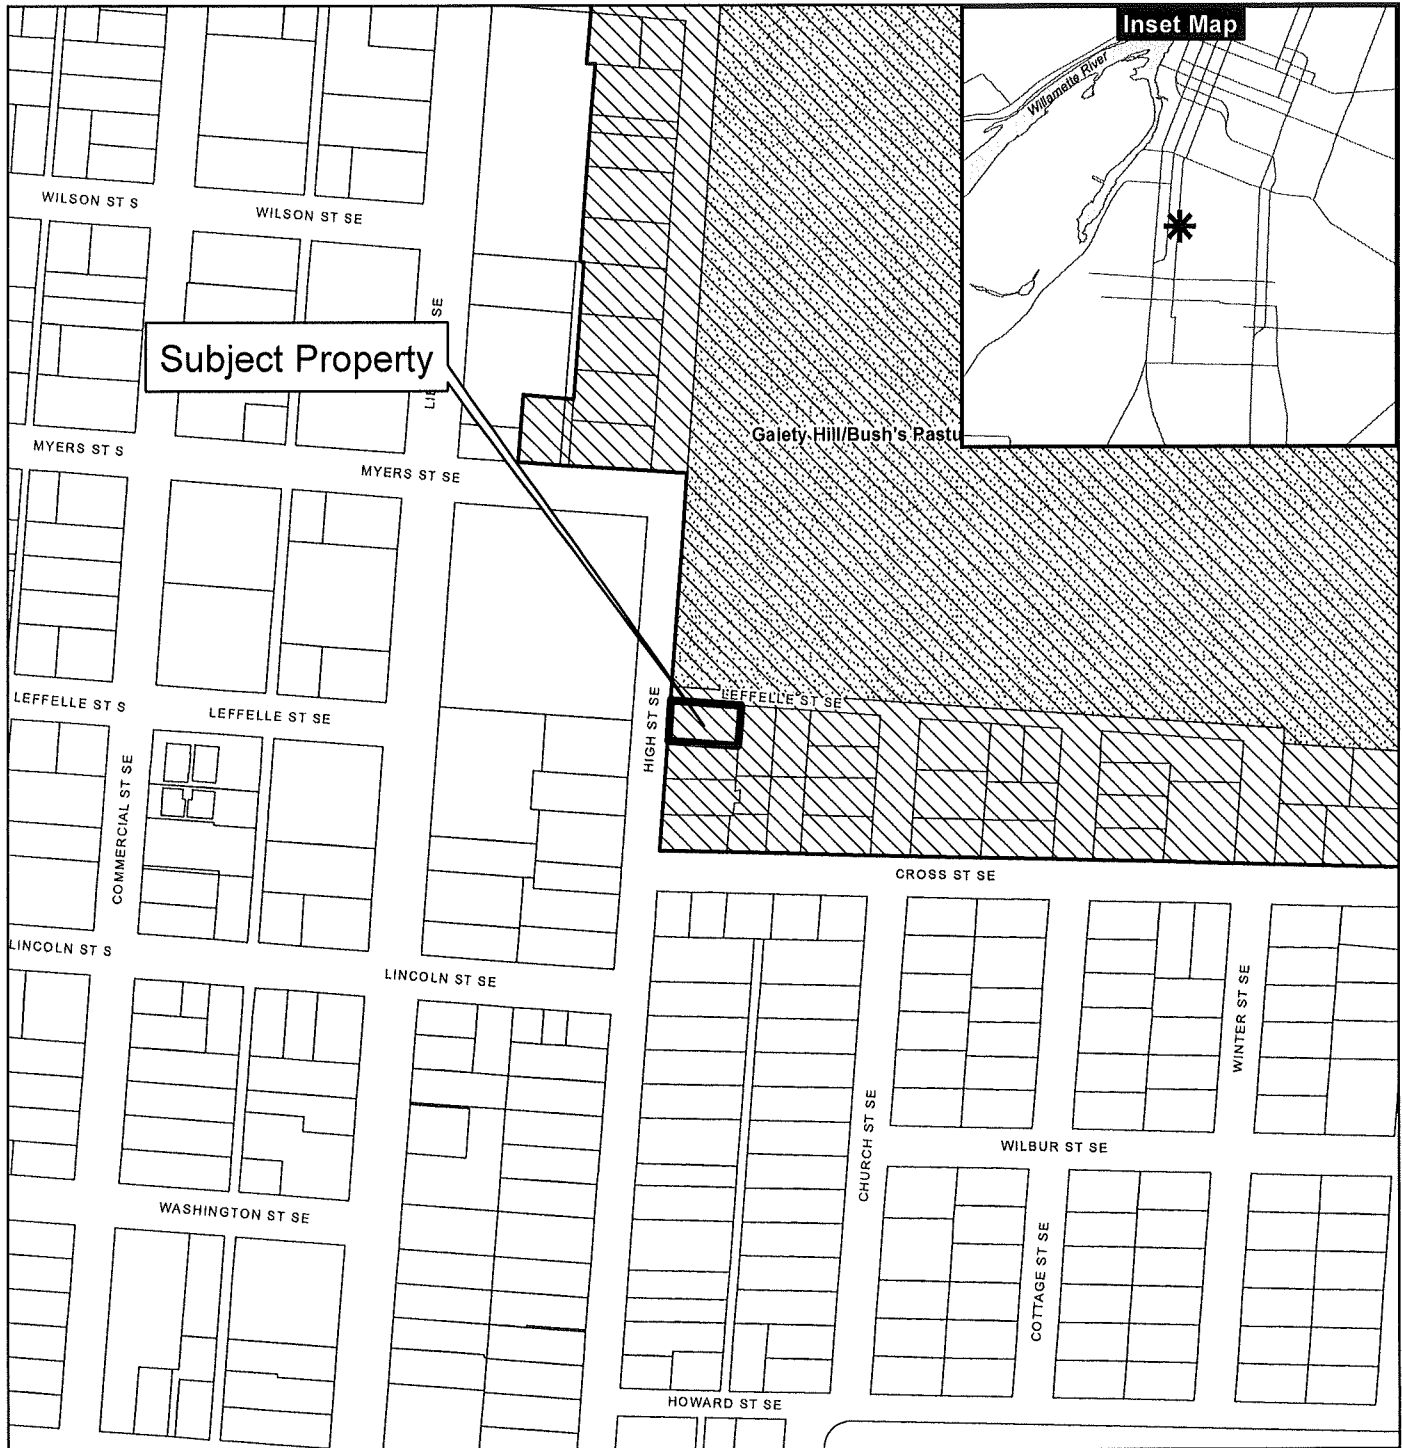 Inset Map
Willamette River
WILSON ST S
WILSON ST SE
SE
Subject Property
Gaiety Hill/Bush's Pastu
MYERS ST S
MYERS ST SE
LEFFELLE ST S
LEFFELLE ST SE
HIGH ST SE
LEFFELLE ST SE
COMMERCIAL ST SE
CROSS ST SE
LINCOLN ST S
LINCOLN ST SE
WINTER ST SE
CHURCH ST SE
WILBUR ST SE
WASHINGTON ST SE
COTTAGE ST SE
HOWARD ST SE